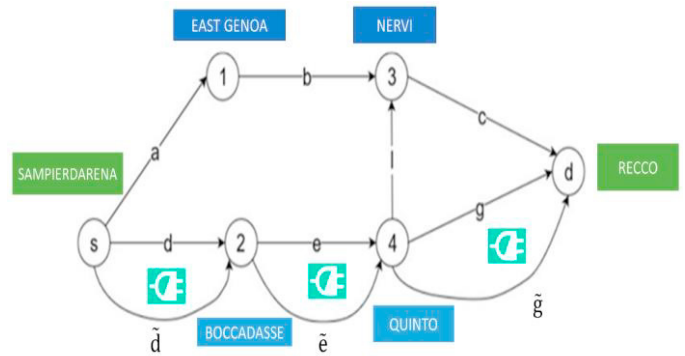 EAST GENOA
NERVI
1
b
3
a
c
SAMPIERDARENA
l
d
RECCO
g
s
d
2
e
4
g̃
BOCCADASSE
QUINTO
d̃
ẽ